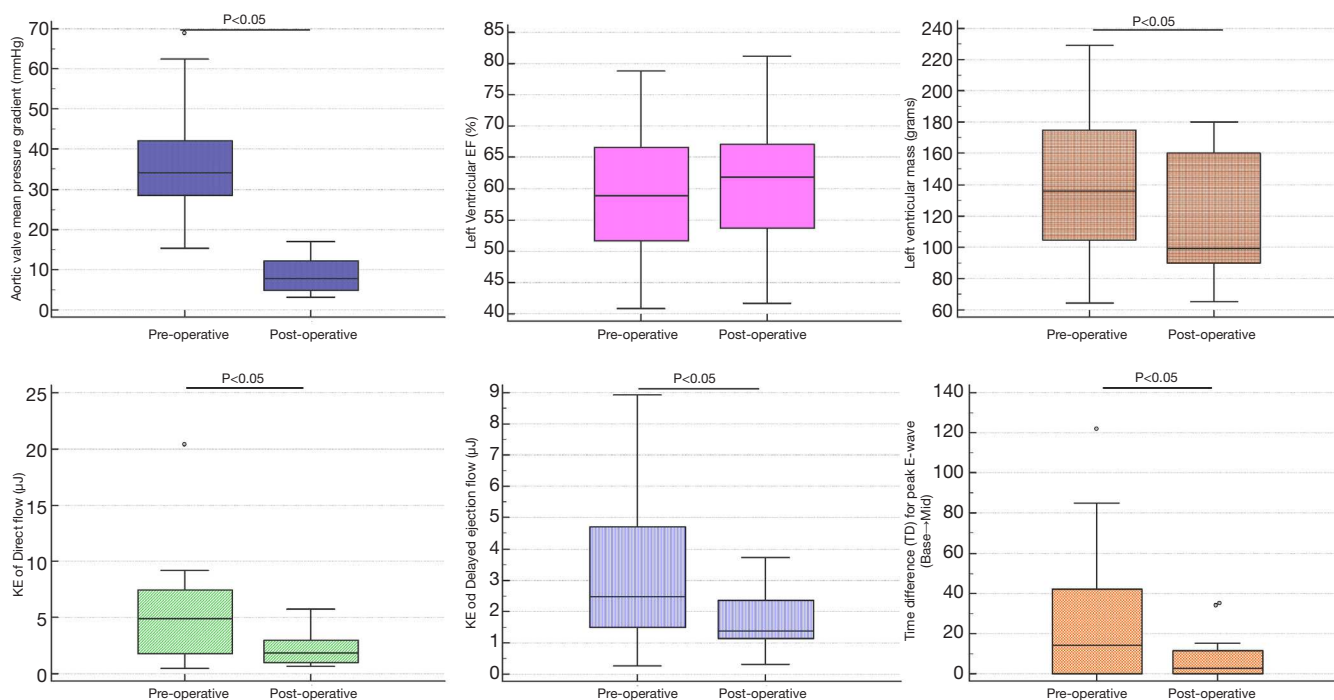 P<0.05
Aortic valve mean pressure gradient (mmHg)
70
60
50
40
30
20
10
0
Pre-operative
Post-operative
Left Ventricular EF (%)
85
80
75
70
65
60
55
50
45
40
Pre-operative
Post-operative
P<0.05
Left ventricular mass (grams)
240
220
200
180
160
140
120
100
80
60
Pre-operative
Post-operative
P<0.05
KE of Direct flow (µJ)
25
20
15
10
5
0
Pre-operative
Post-operative
P<0.05
KE od Delayed ejection flow (µJ)
9
8
7
6
5
4
3
2
1
0
Pre-operative
Post-operative
P<0.05
Time difference (TD) for peak E-wave
(Base→Mid)
140
120
100
80
60
40
20
0
Pre-operative
Post-operative